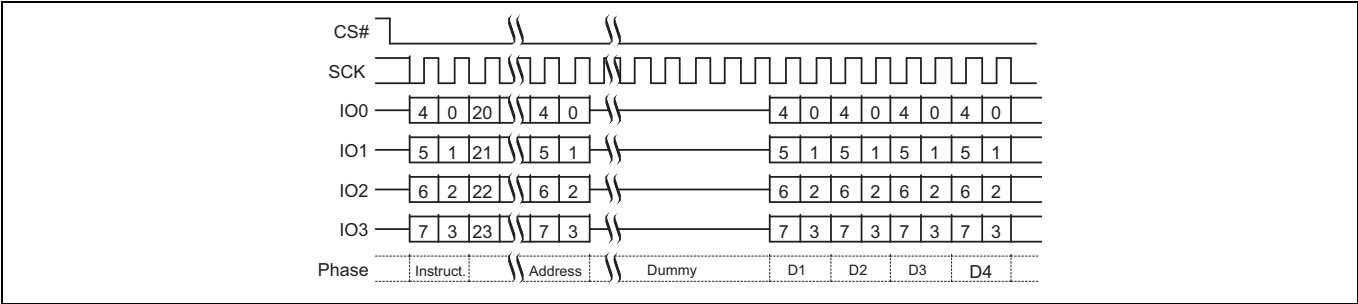 CS#
SCK
IO0 4 0 20 4 0 4 0 4 0 4 0 4 0
IO1 5 1 21 5 1 5 1 5 1 5 1 5 1
IO2 6 2 22 6 2 6 2 6 2 6 2 6 2
IO3 7 3 23 7 3 7 3 7 3 7 3 7 3
Phase Instruct. Address Dummy D1 D2 D3 D4